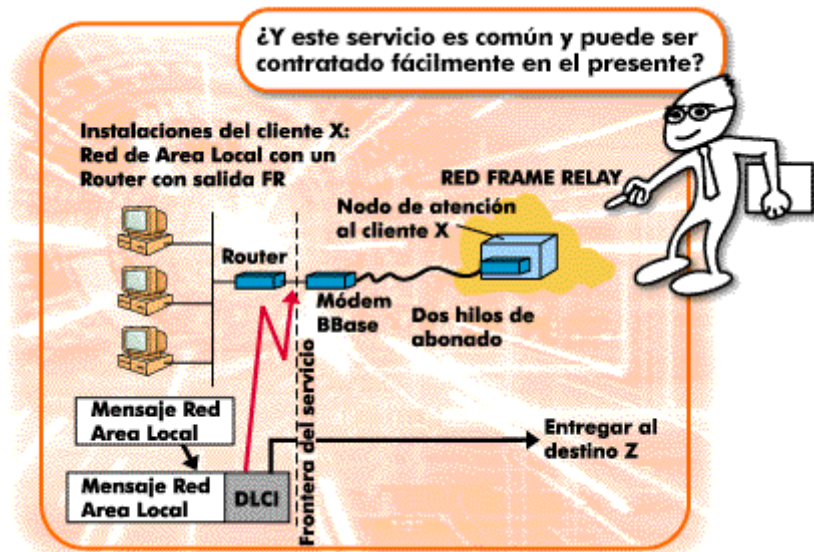 ¿Y este servicio es común y puede ser
contratado fácilmente en el presente?
Instalaciones del cliente X:
Red de Area Local con un
Router con salida FR
RED FRAME RELAY
Nodo de atención
al cliente X
Router
Módem
BBase
Dos hilos de
abonado
Frontera del servicio
Mensaje Red
Area Local
Entregar al
destino Z
Mensaje Red
Area Local
DLCI